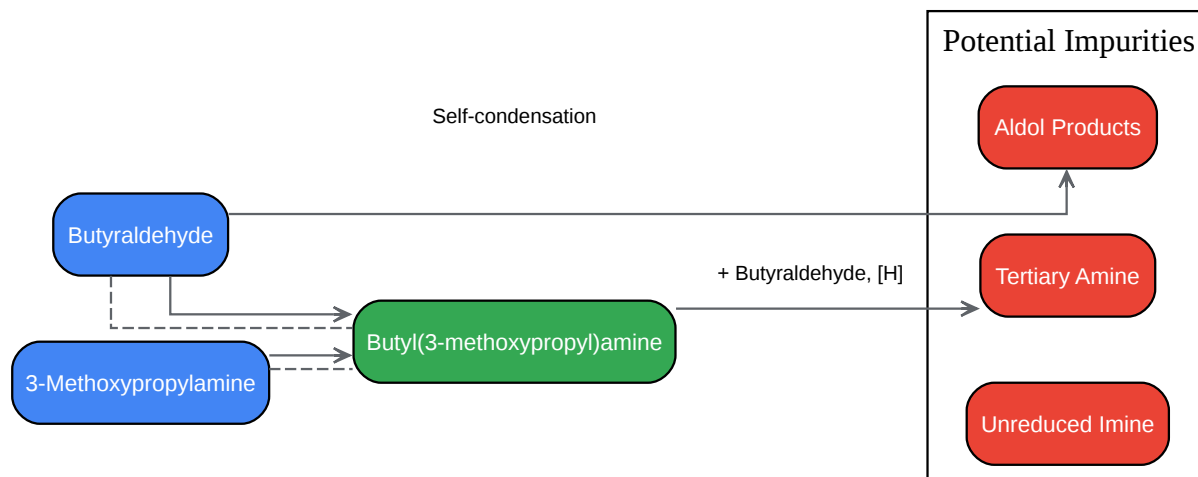 Potential Impurities
Self-condensation
Aldol Products
Butyraldehyde
+ Butyraldehyde, [H]
Tertiary Amine
Butyl(3-methoxypropyl)amine
3-Methoxypropylamine
Unreduced Imine